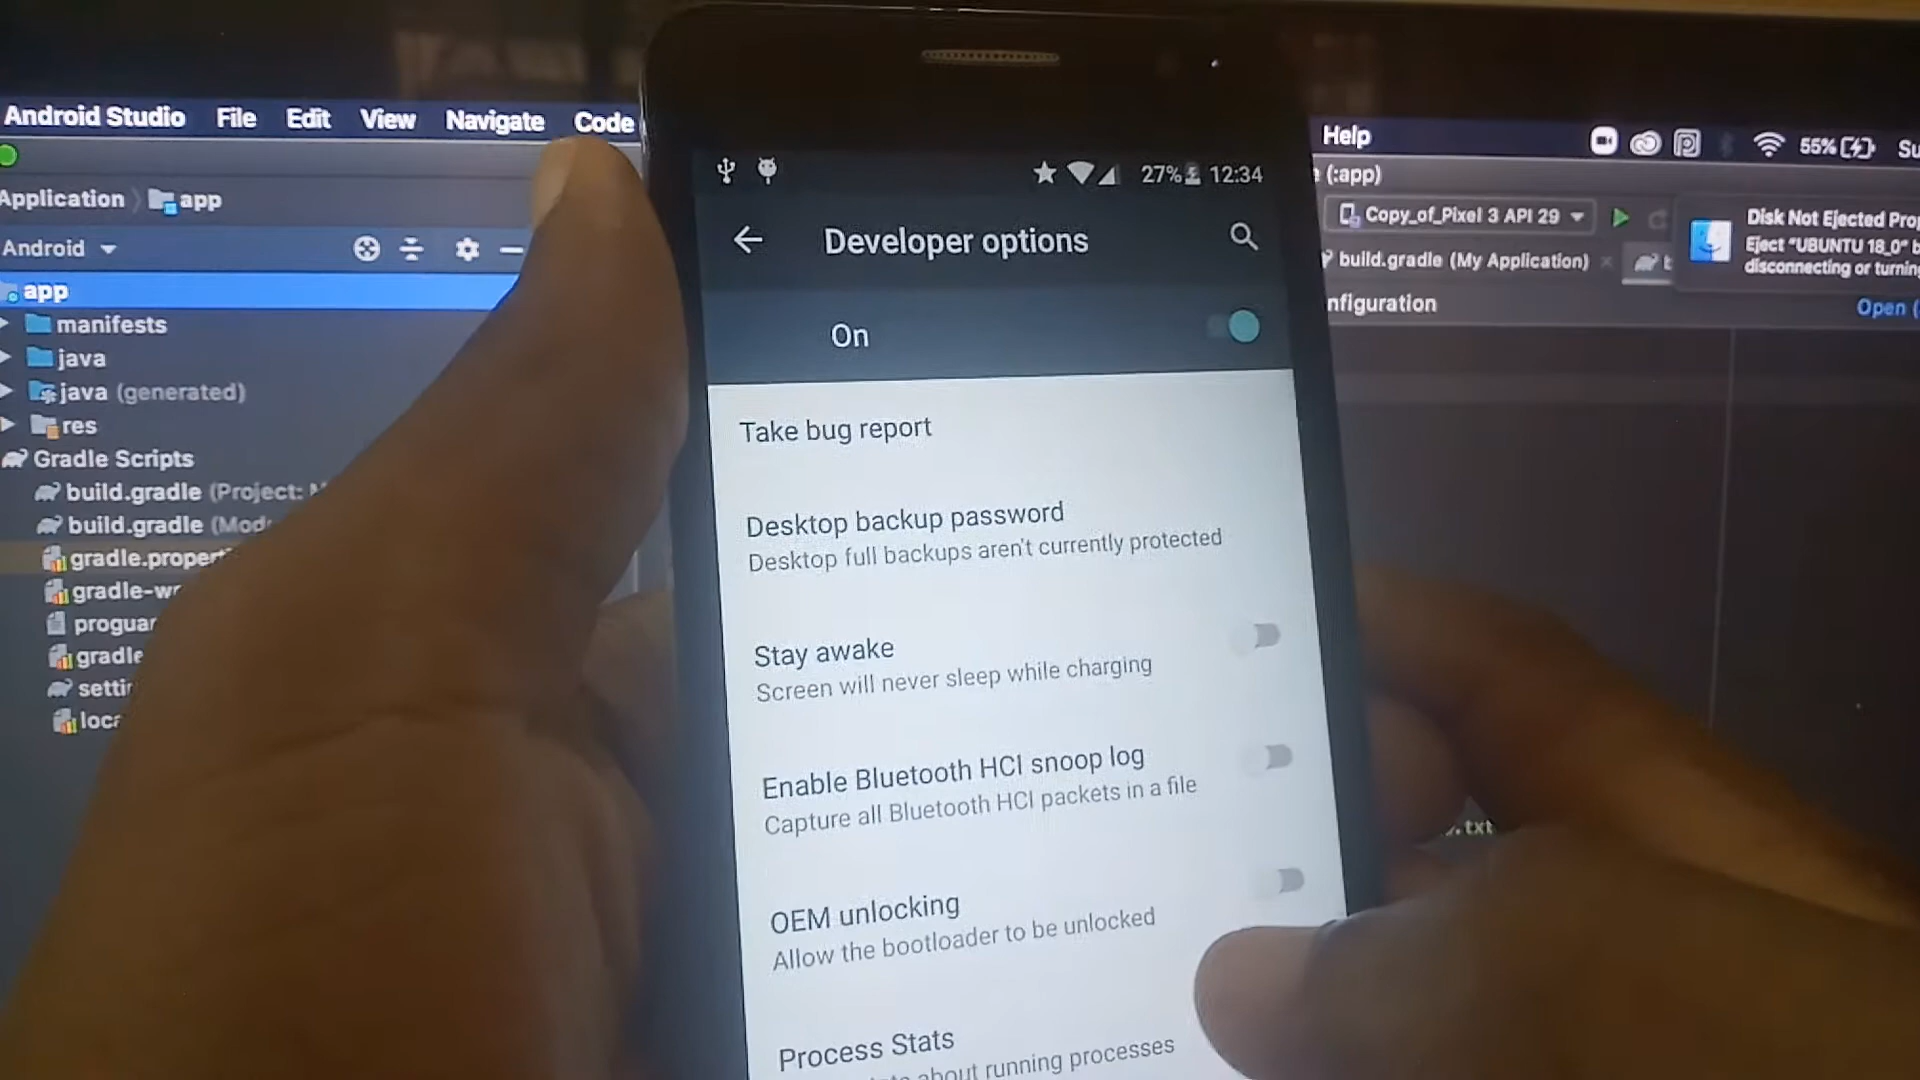 Android Studio File Edit View Navigate Code
Application app
Android
app
manifests
java
java (generated)
res
Gradle Scripts
build.gradle (Project:
build.gradle
27% 12:34
Developer options
On
Take bug report
Desktop backup password
Desktop full backups aren't currently protected
Stay awake
Screen will never sleep while charging
Enable Bluetooth HCI snoop log
Capture all Bluetooth HCI packets in a file
OEM unlocking
Allow the bootloader to be unlocked
Process Stats
about running processes
Help 55%
(:app)
Copy_of_Pixel 3 API 29
build.gradle (My Application)
Disk Not Ejected
Eject "UBUNTU 18_0"
disconnecting or
Open
.txt